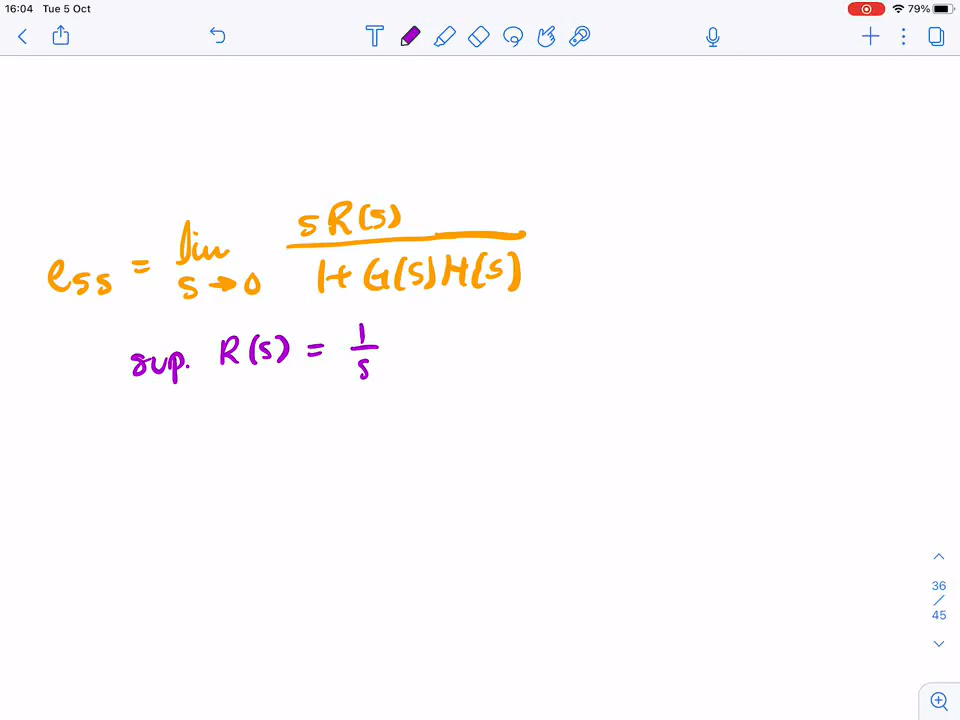 16:04 Tue 5 Oct 79%
T
ess = lim s→0 sR(s) / 1+G(s)H(s)
sup. R(s) = 1/s
36
/
45